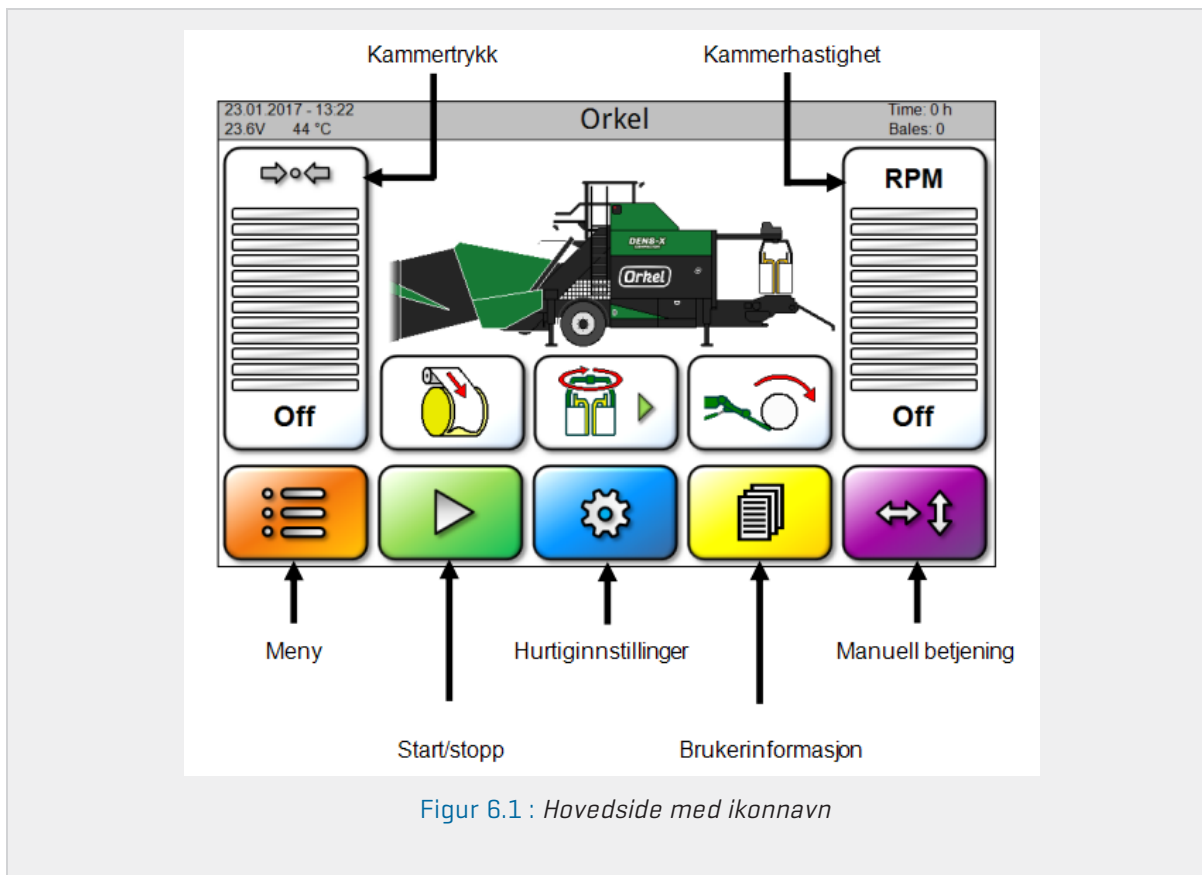 Kammertrykk
Kammerhastighet
23.01.2017 - 13:22
23.6V 44 °C
Orkel
Time: 0 h
Bales: 0
RPM
DENS-X
Orkel
Off
Off
Meny
Hurtiginnstillinger
Manuell betjening
Start/stopp
Brukerinformasjon
Figur 6.1 : Hovedside med ikonnavn